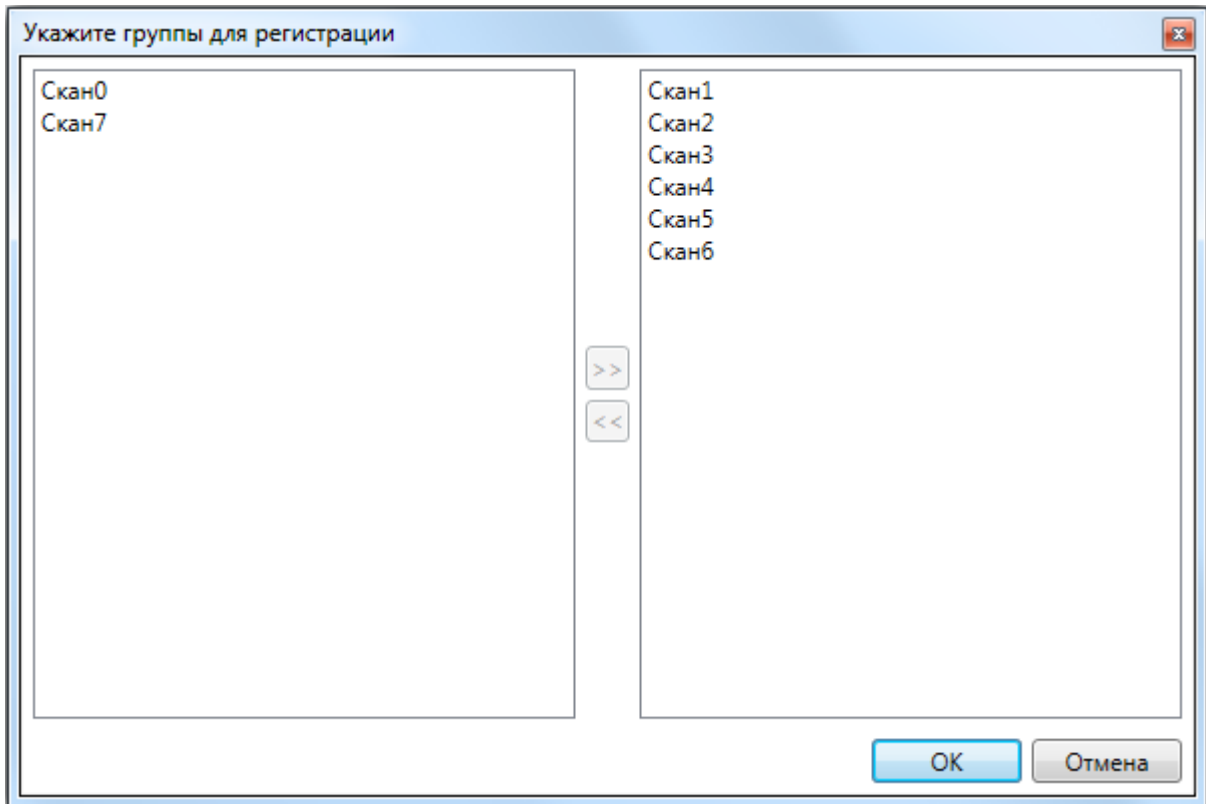 Укажите группы для регистрации
Скан0
Скан7
Скан1
Скан2
Скан3
Скан4
Скан5
Скан6
>>
<<
OK
Отмена